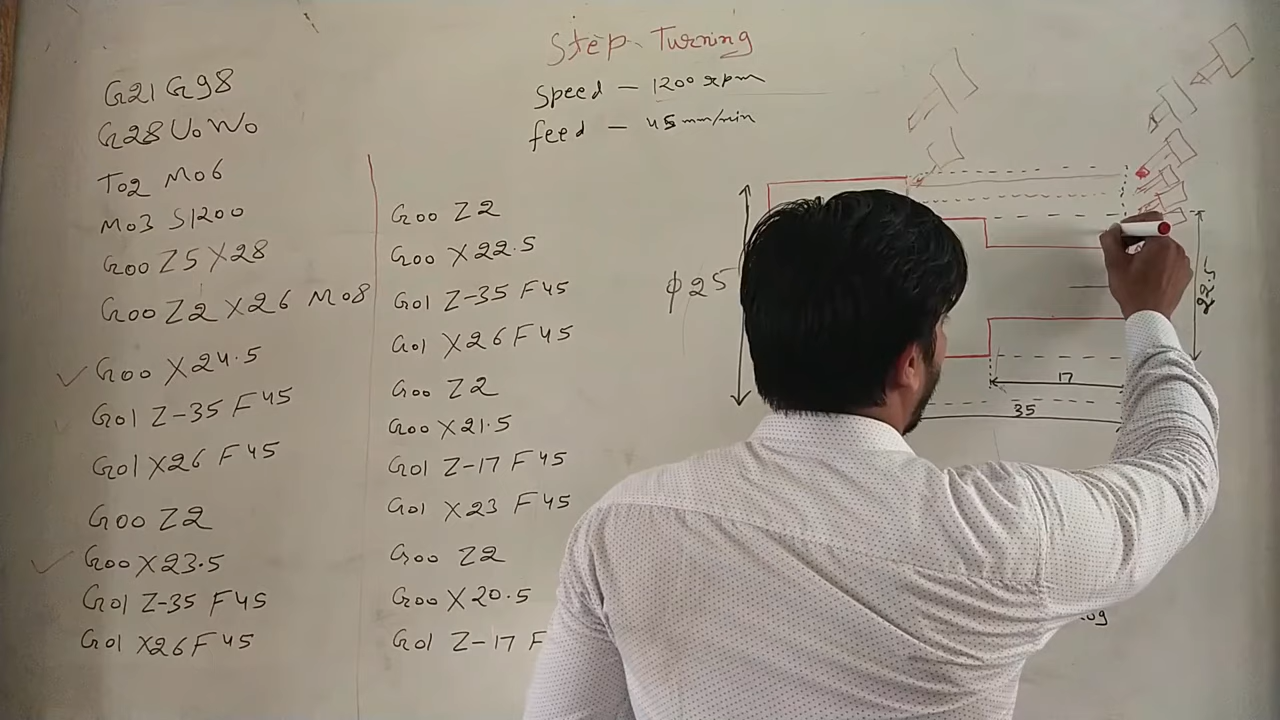 Step Turning
Speed - 1200 rpm
feed - 45 mm/min
G21 G98
G28 U0 W0
T02 M06
M03 S1200
G00 Z5 X28
G00 Z2 X26 M08
G00 X24.5
G01 Z-35 F45
G01 X26 F45
G00 Z2
G00 X23.5
G01 Z-35 F45
G01 X26 F45
G00 Z2
G00 X22.5
G01 Z-35 F45
G01 X26 F45
G00 Z2
G00 X21.5
G01 Z-17 F45
G01 X23 F45
G00 Z2
G00 X20.5
G01 Z-17 F
ϕ25
22.5
17
35